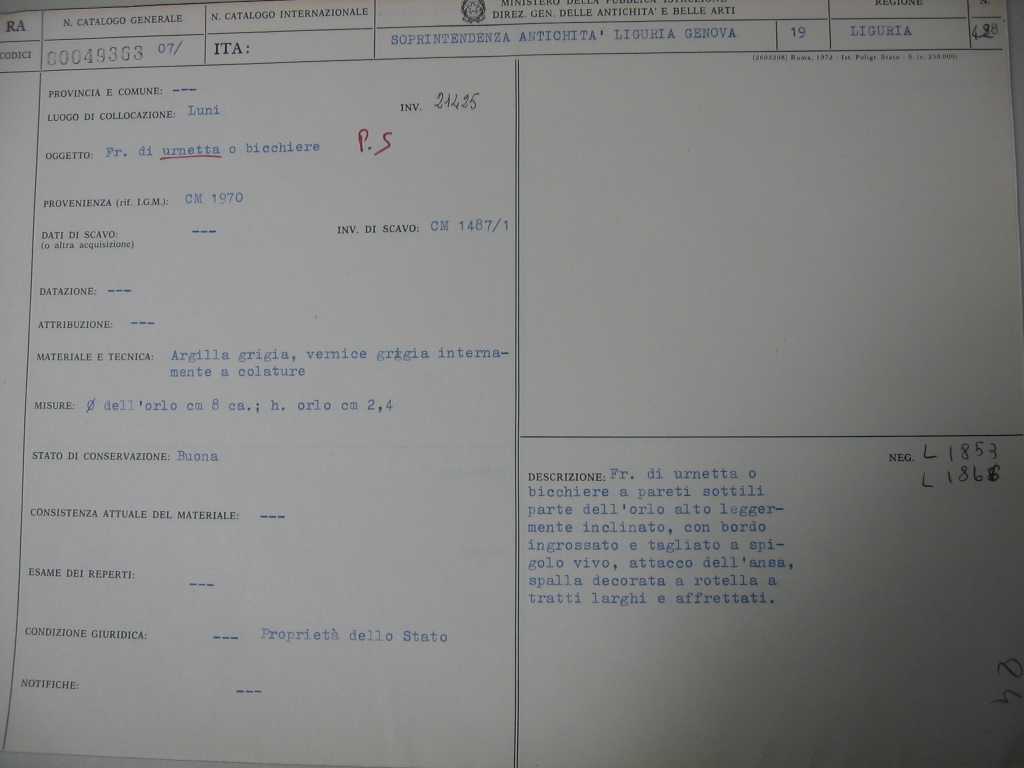 RA
N. CATALOGO GENERALE
N. CATALOGO INTERNAZIONALE
MINISTERO DELLA PUBBLICA ISTRUZIONE
DIREZ. GEN. DELLE ANTICHITA' E BELLE ARTI
REGIONE
N.
CODICI
00049363 07/
ITA:
SOPRINTENDENZA ANTICHITA' LIGURIA GENOVA
19
LIGURIA
(2603398) Roma, 1972 - Ist. Poligr. Stato - S. (c. 250.000)
PROVINCIA E COMUNE: ---
LUOGO DI COLLOCAZIONE: Luni
INV. 21425
OGGETTO: Fr. di urnetta o bicchiere P.S
PROVENIENZA (rif. I.G.M.): CM 1970
DATI DI SCAVO: --- INV. DI SCAVO: CM 1487/1
(o altra acquisizione)
DATAZIONE: ---
ATTRIBUZIONE: ---
MATERIALE E TECNICA: Argilla grigia, vernice grigia interna-
mente a colature
MISURE: Ø dell'orlo cm 8 ca.; h. orlo cm 2,4
STATO DI CONSERVAZIONE: Buona
CONSISTENZA ATTUALE DEL MATERIALE: ---
ESAME DEI REPERTI: ---
CONDIZIONE GIURIDICA: --- Proprietà dello Stato
NOTIFICHE: ---
NEG. L 1853
L 1866
DESCRIZIONE: Fr. di urnetta o
bicchiere a pareti sottili
parte dell'orlo alto legger-
mente inclinato, con bordo
ingrossato e tagliato a spi-
golo vivo, attacco dell'ansa,
spalla decorata a rotella a
tratti larghi e affrettati.